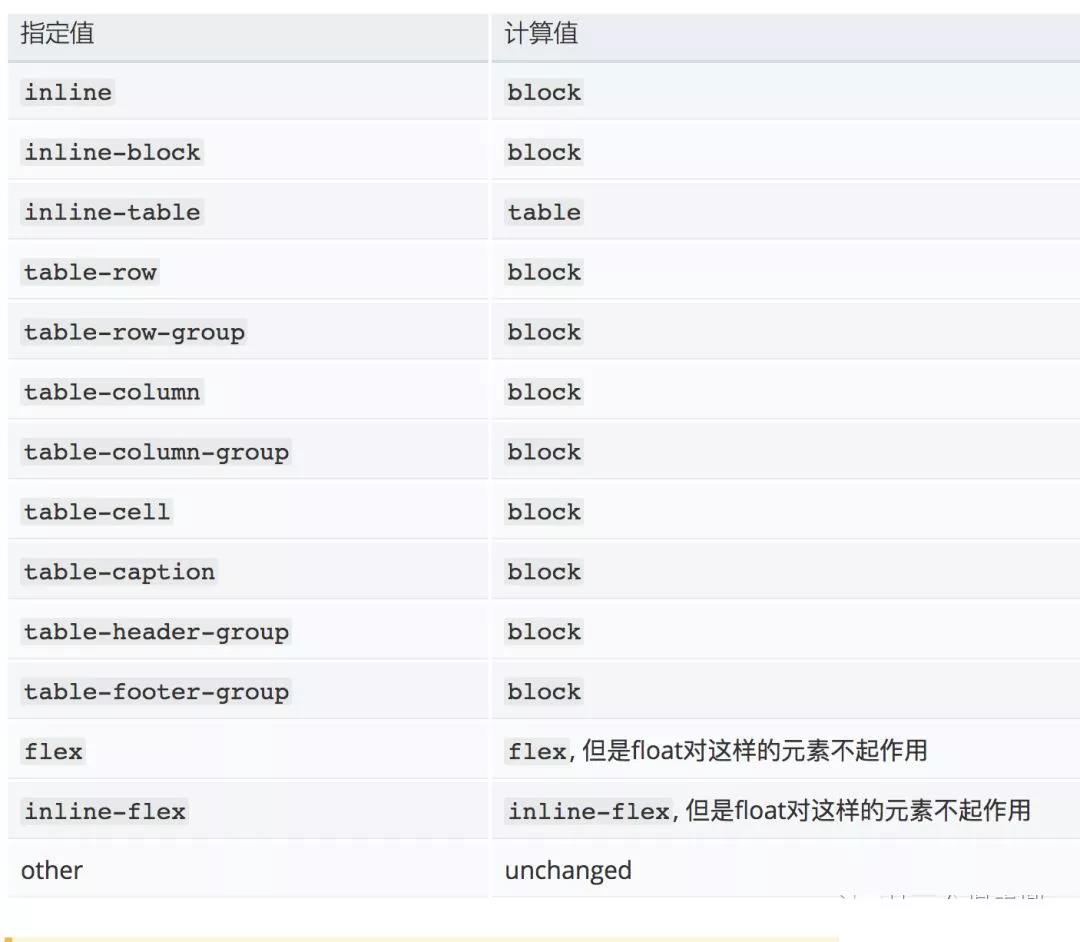 指定值 计算值
inline block
inline-block block
inline-table table
table-row block
table-row-group block
table-column block
table-column-group block
table-cell block
table-caption block
table-header-group block
table-footer-group block
flex flex, 但是float对这样的元素不起作用
inline-flex inline-flex, 但是float对这样的元素不起作用
other unchanged